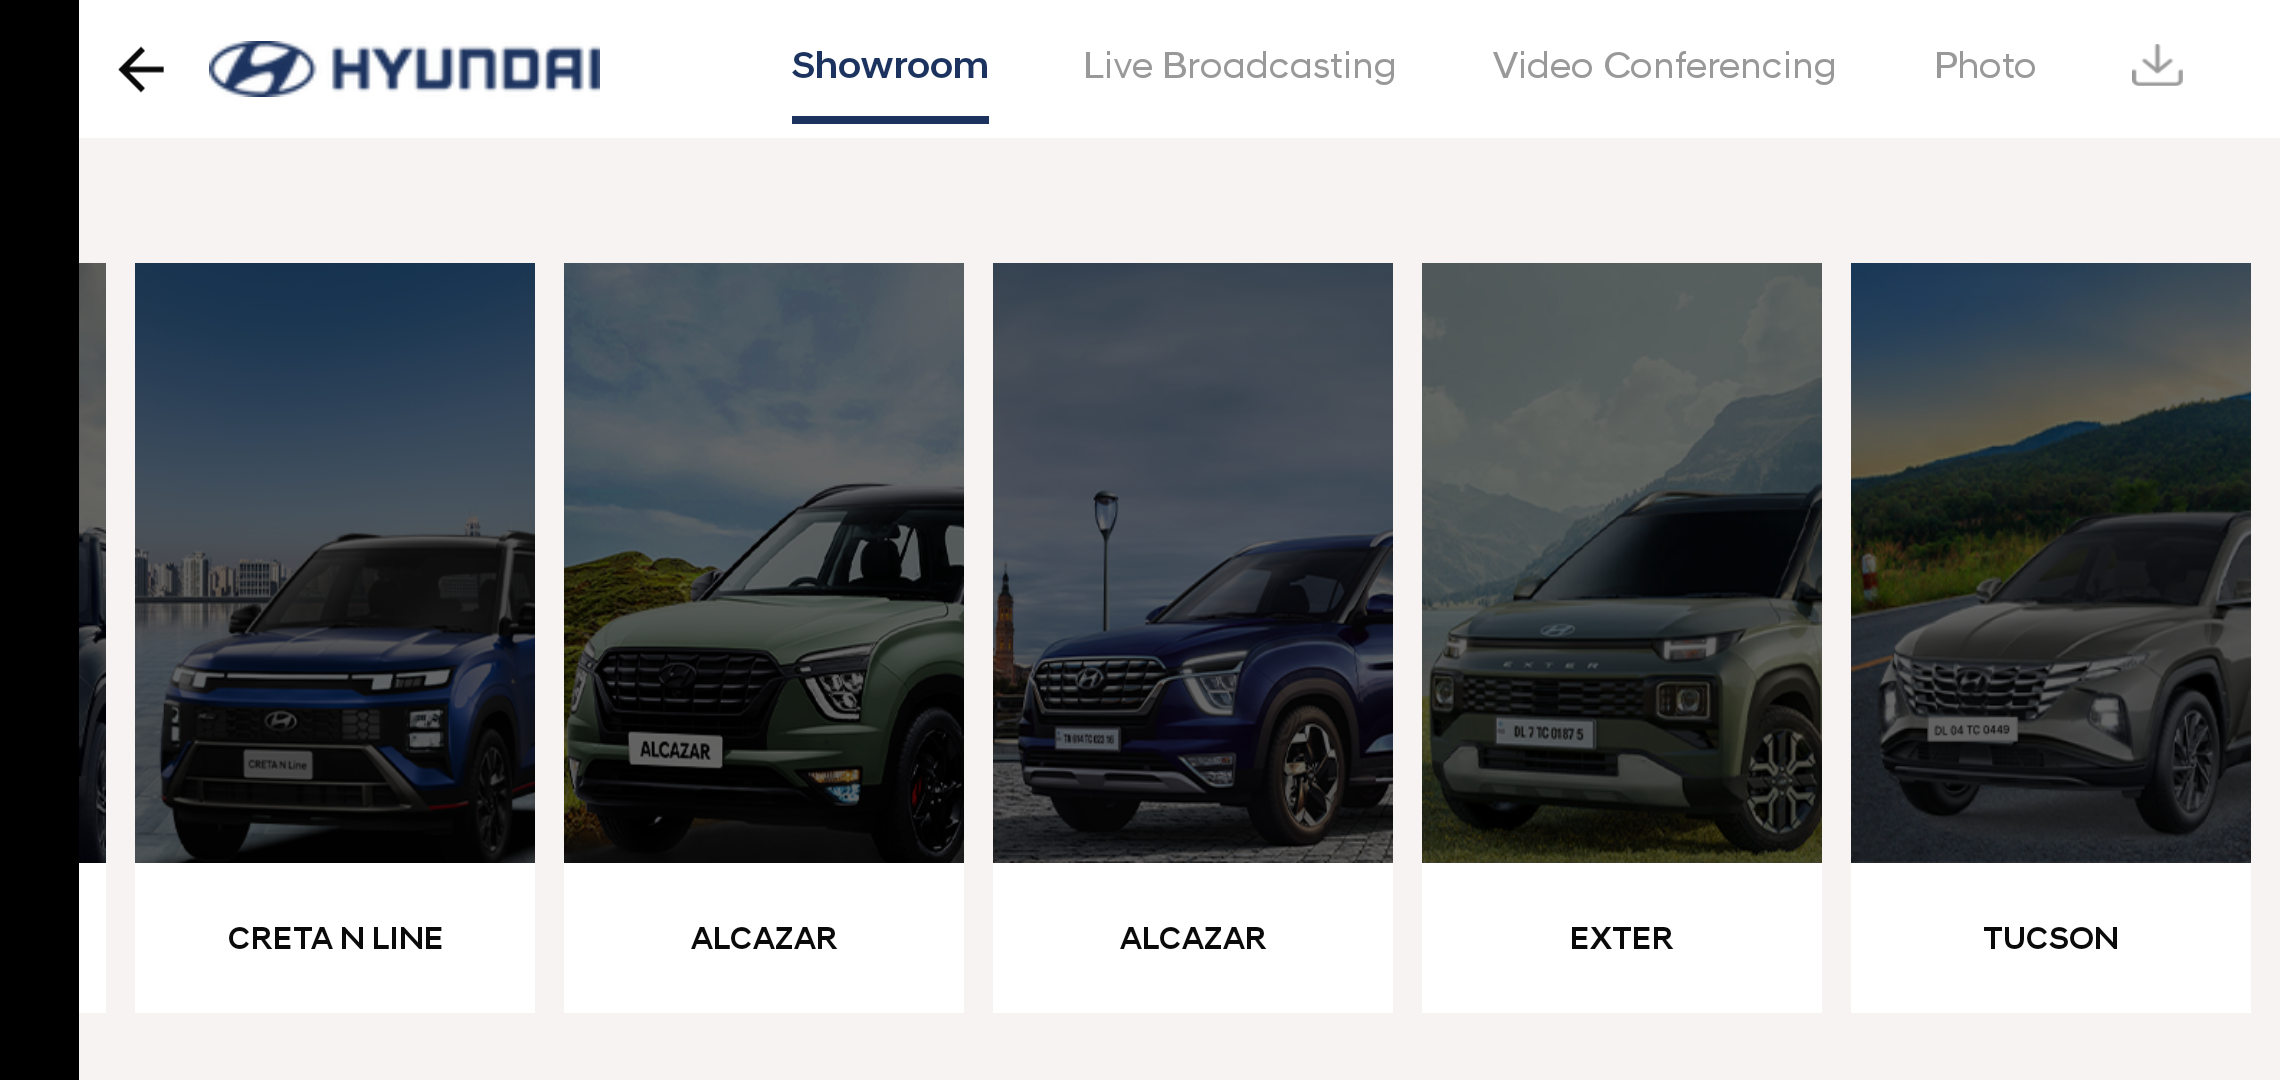 HYUNDAI
Showroom
Live Broadcasting
Video Conferencing
Photo
CRETA N Line
ALCAZAR
EXTER
DL 7 TC 0187 5
DL 04 TC 0449
CRETA N LINE
ALCAZAR
ALCAZAR
EXTER
TUCSON